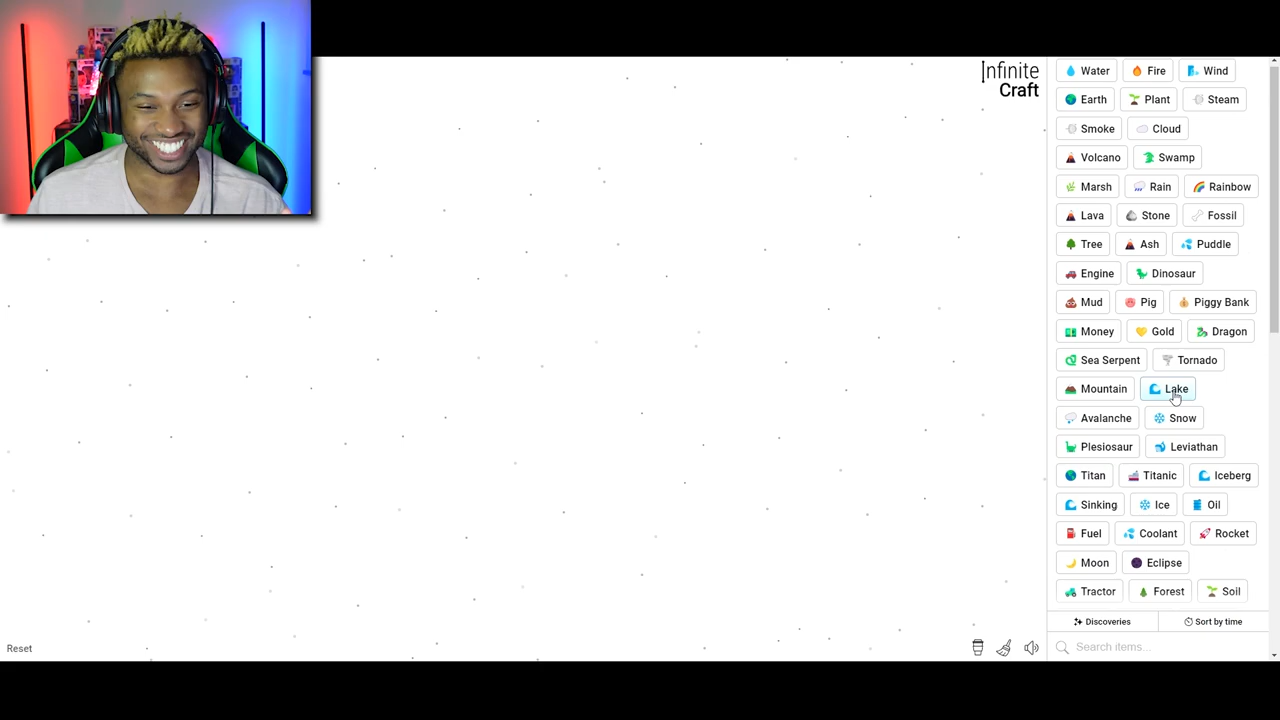 Infinite
Craft
Water Fire Wind
Earth Plant Steam
Smoke Cloud
Volcano Swamp
Marsh Rain Rainbow
Lava Stone Fossil
Tree Ash Puddle
Engine Dinosaur
Mud Pig Piggy Bank
Money Gold Dragon
Sea Serpent Tornado
Mountain Lake
Avalanche Snow
Plesiosaur Leviathan
Titan Titanic Iceberg
Sinking Ice Oil
Fuel Coolant Rocket
Moon Eclipse
Tractor Forest Soil
Discoveries Sort by time
Search items...
Reset